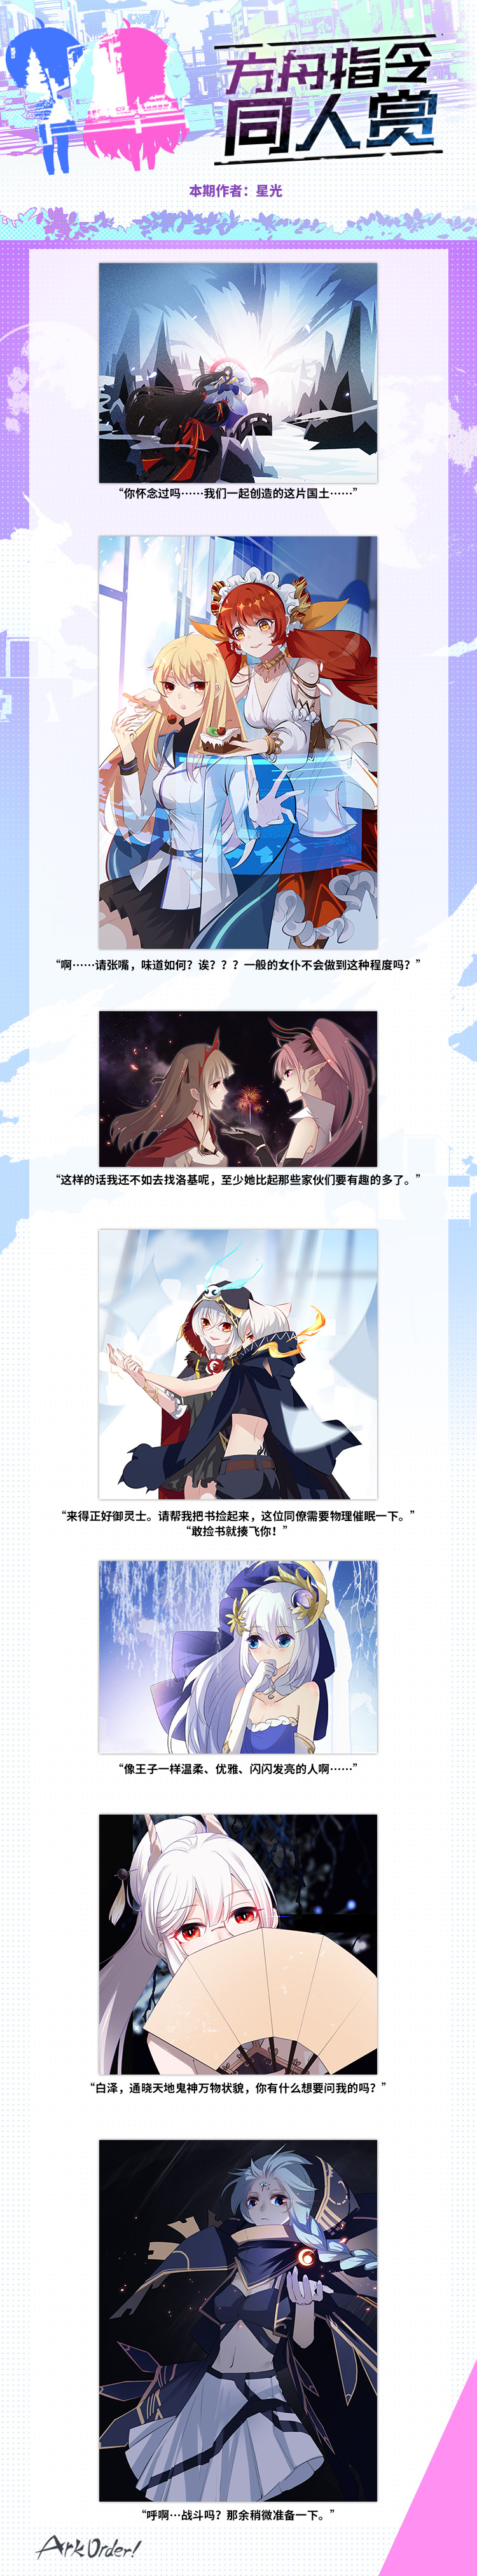 方舟指令
同人赏
本期作者：星光
“你怀念过吗……我们一起创造的这片国土……”
“啊……请张嘴，味道如何？诶？？？一般的女仆不会做到这种程度吗？”
“这样的话我还不如去找洛基呢，至少她比起那些家伙们要有趣的多了。”
“来得正好御灵士。请帮我把书捡起来，这位同僚需要物理催眠一下。”
“敢捡书就揍飞你！”
“像王子一样温柔、优雅、闪闪发亮的人啊……”
“白泽，通晓天地鬼神万物状貌，你有什么想要问我的吗？”
“呼啊…战斗吗？那余稍微准备一下。”
Ark Order!